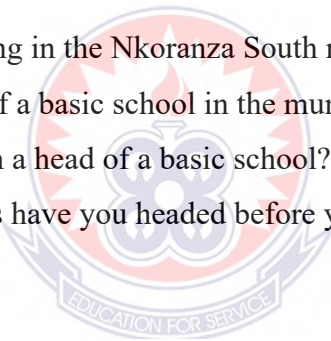 ng in the Nkoranza South
f a basic school in the mun
a head of a basic school?
have you headed before y
EDUCATION FOR SERVICE